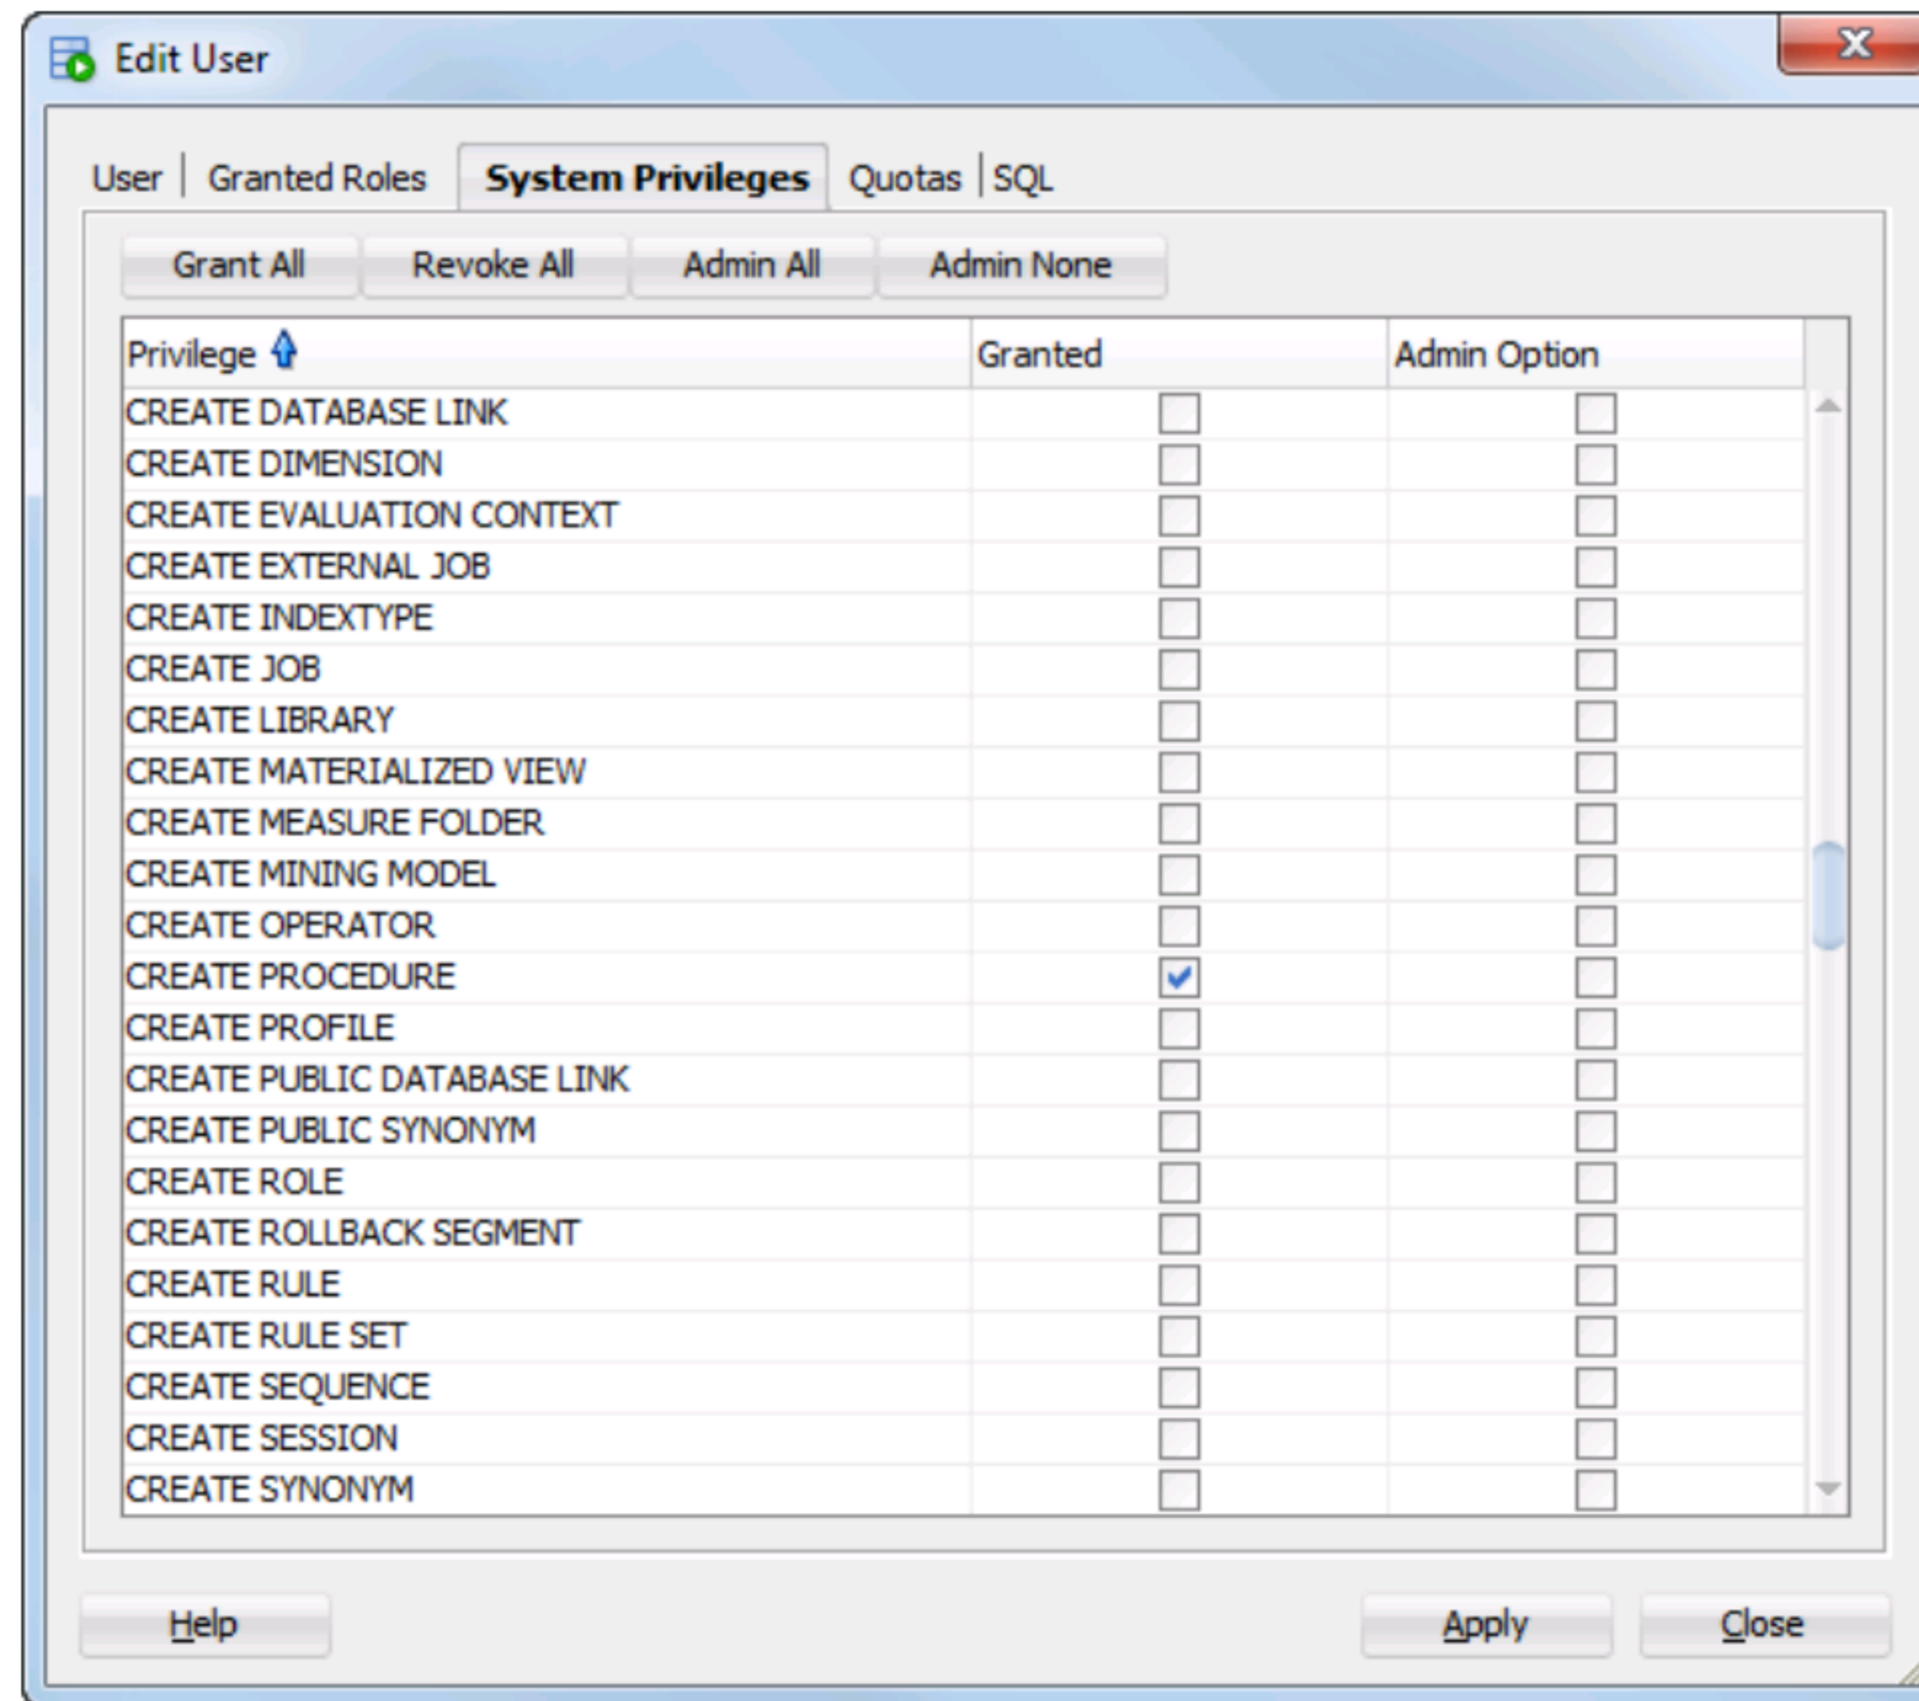 Edit User
User Granted Roles System Privileges Quotas SQL
Grant All Revoke All Admin All Admin None
Privilege Granted Admin Option
CREATE DATABASE LINK
CREATE DIMENSION
CREATE EVALUATION CONTEXT
CREATE EXTERNAL JOB
CREATE INDEXTYPE
CREATE JOB
CREATE LIBRARY
CREATE MATERIALIZED VIEW
CREATE MEASURE FOLDER
CREATE MINING MODEL
CREATE OPERATOR
CREATE PROCEDURE
CREATE PROFILE
CREATE PUBLIC DATABASE LINK
CREATE PUBLIC SYNONYM
CREATE ROLE
CREATE ROLLBACK SEGMENT
CREATE RULE
CREATE RULE SET
CREATE SEQUENCE
CREATE SESSION
CREATE SYNONYM
Help Apply Close